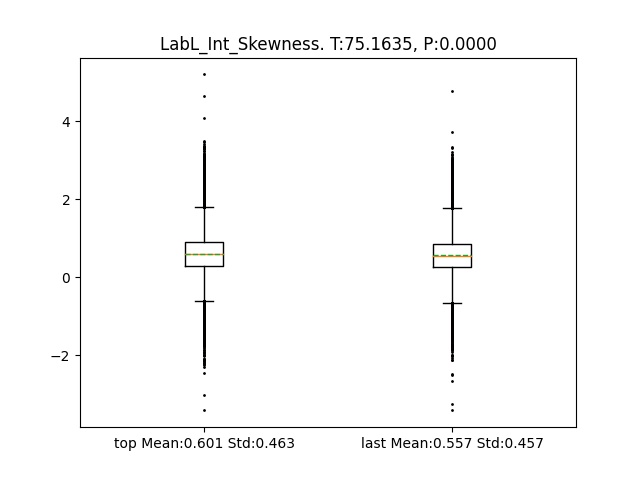 LabL_Int_Skewness. T:75.1635, P:0.0000
4
2
0
−2
top Mean:0.601 Std:0.463
last Mean:0.557 Std:0.457